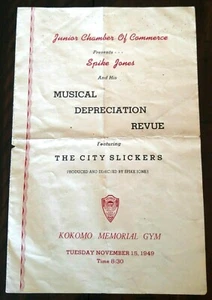 Junior Chamber Of Commerce
Presents - - -
Spike Jones
And His
MUSICAL
DEPRECIATION
REVUE
Featuring
THE CITY SLICKERS
PRODUCED AND DIRECTED BY SPIKE JONES
KOKOMO MEMORIAL GYM
TUESDAY NOVEMBER 15, 1949
Time 8:30